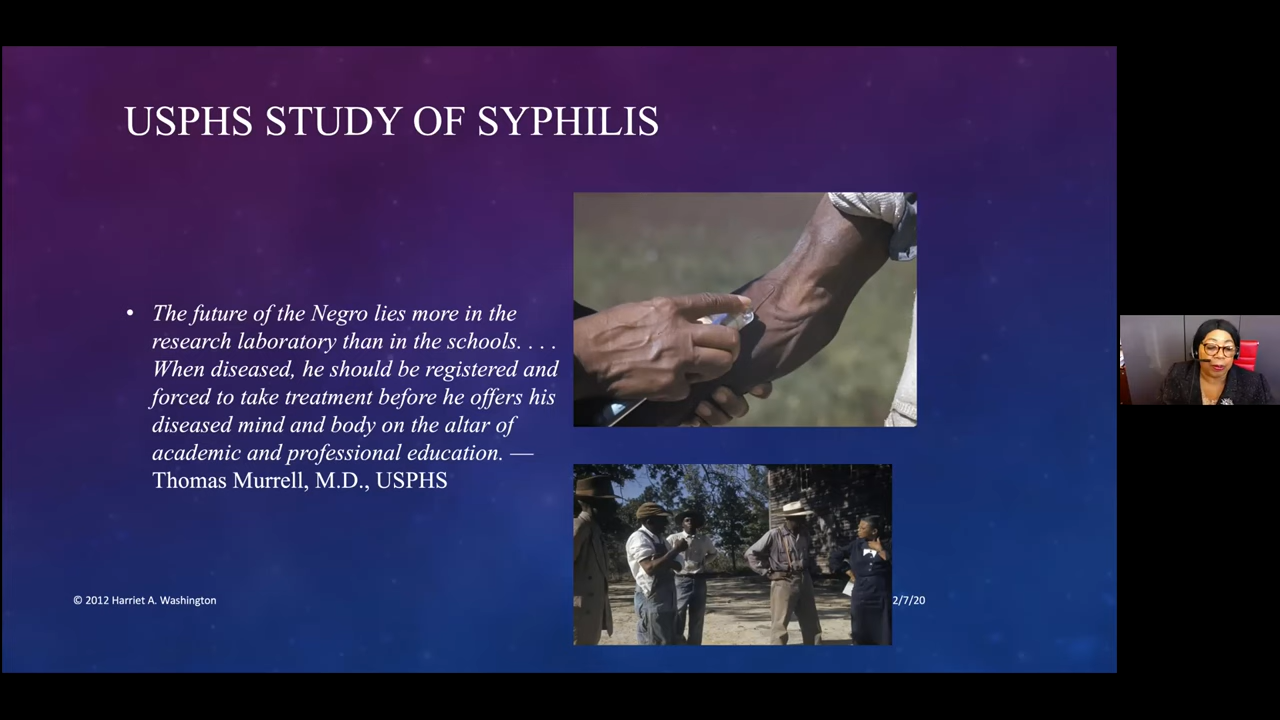 USPHS STUDY OF SYPHILIS
• The future of the Negro lies more in the
research laboratory than in the schools. . . .
When diseased, he should be registered and
forced to take treatment before he offers his
diseased mind and body on the altar of
academic and professional education. —
Thomas Murrell, M.D., USPHS
© 2012 Harriet A. Washington
2/7/20